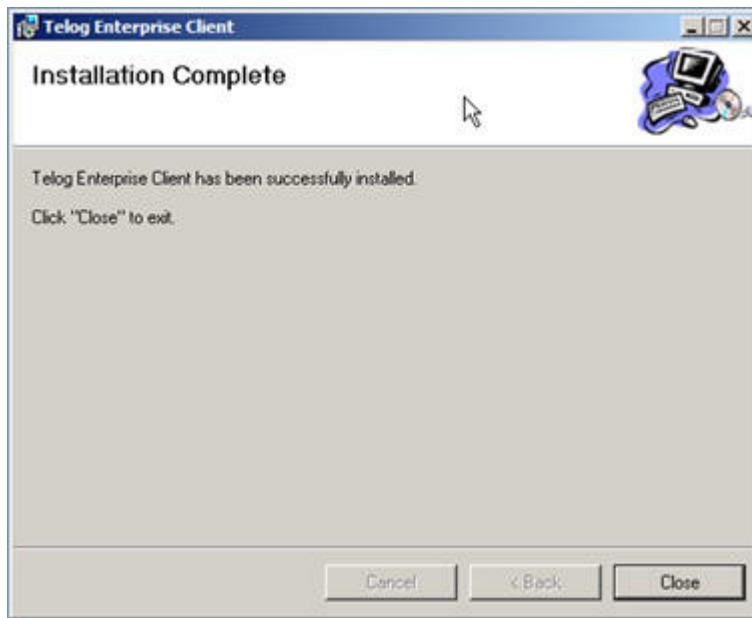 Telog Enterprise Client
Installation Complete
Telog Enterprise Client has been successfully installed.
Click "Close" to exit.
Cancel
< Back
Close